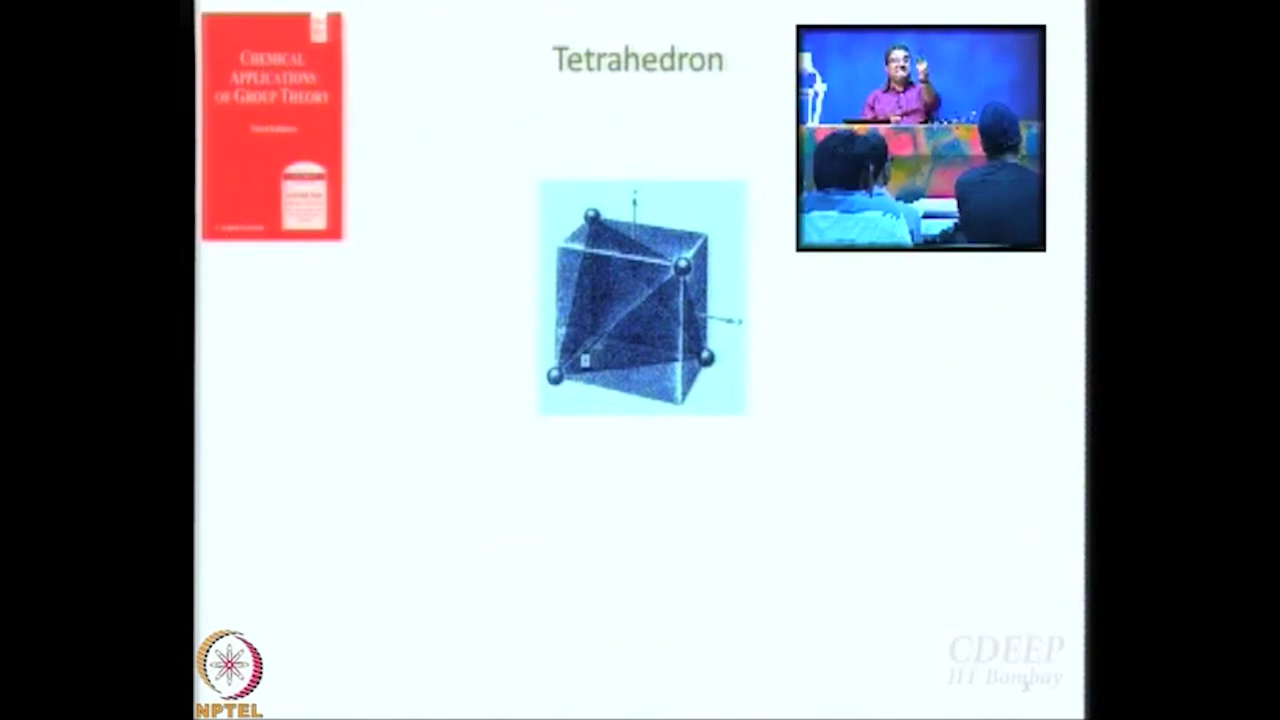 CHEMICAL
APPLICATIONS
OF GROUP THEORY
Tetrahedron
NPTEL
CDEEP
IIT Bombay